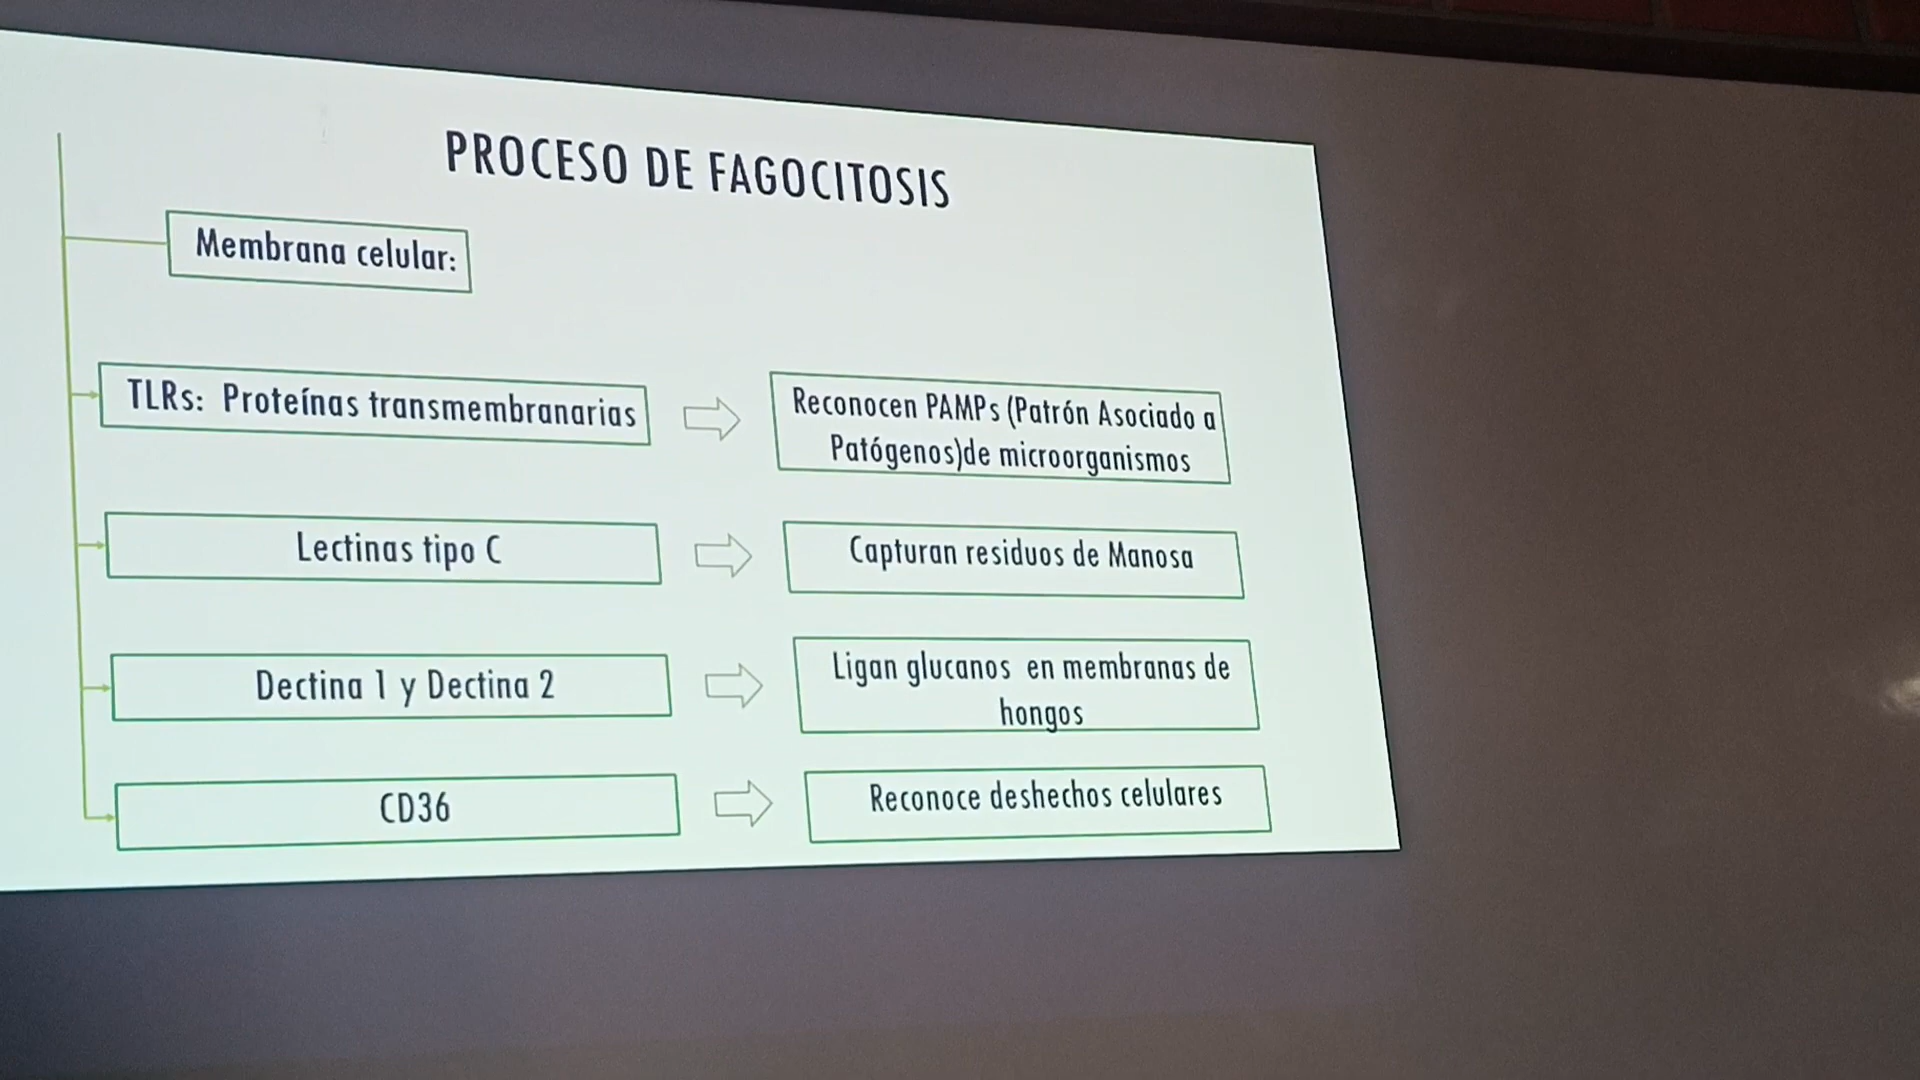 PROCESO DE FAGOCITOSIS
Membrana celular:
TLRs: Proteínas transmembranarias
Reconocen PAMPs (Patrón Asociado a
Patógenos)de microorganismos
Lectinas tipo C
Capturan residuos de Manosa
Dectina 1 y Dectina 2
Ligan glucanos en membranas de
hongos
CD36
Reconoce deshechos celulares